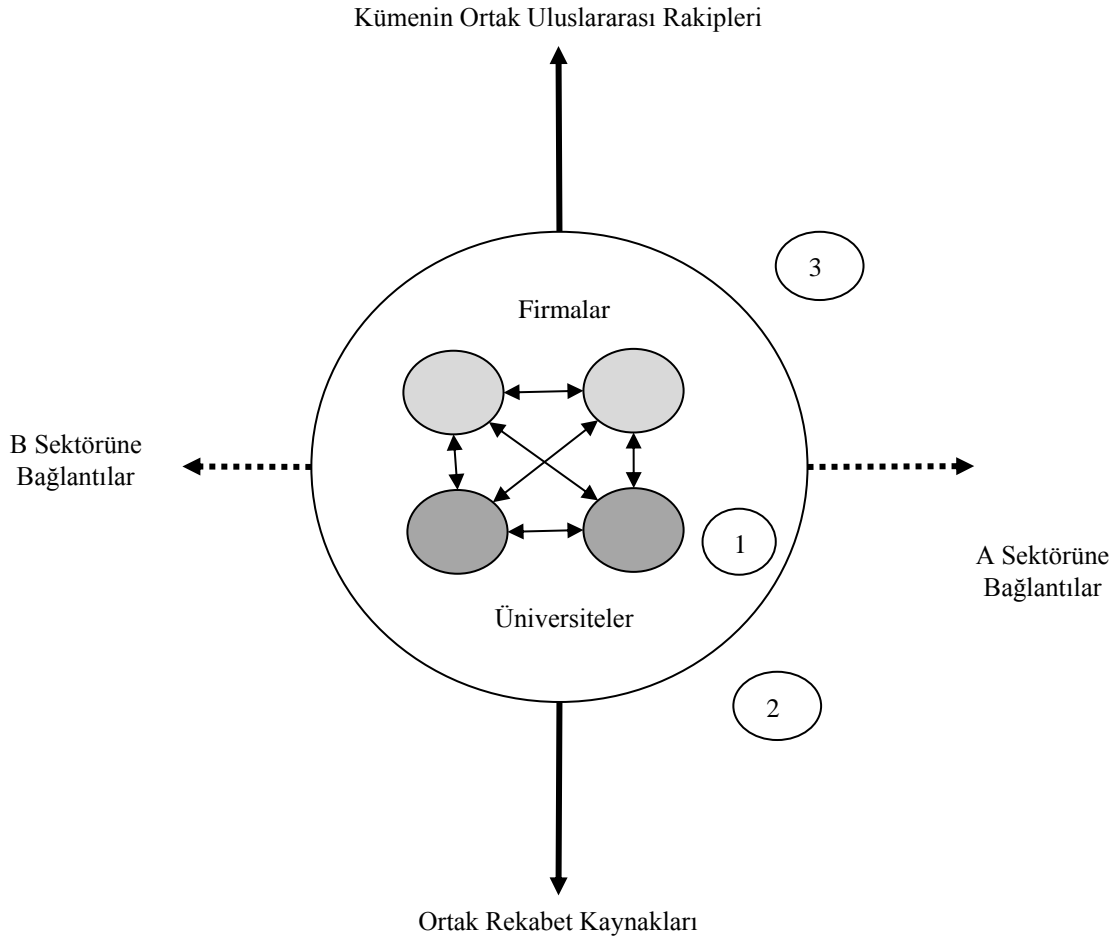 Kümenin Ortak Uluslararası Rakipleri
3
Firmalar
B Sektörüne
Bağlantılar
1
A Sektörüne
Bağlantılar
Üniversiteler
2
Ortak Rekabet Kaynakları